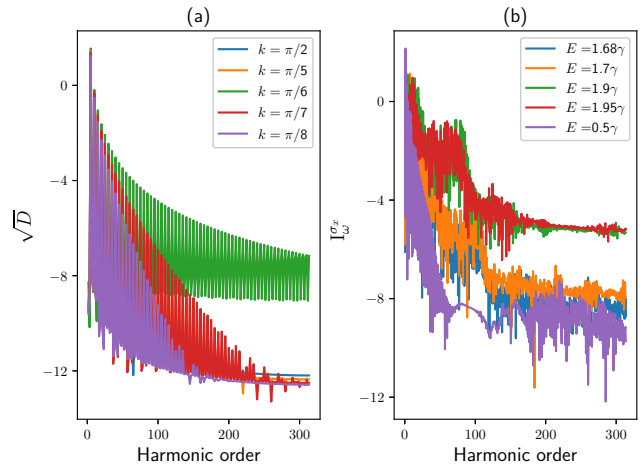 (a)
√D
0
−4
−8
−12
0
100
200
300
Harmonic order
k = π/2
k = π/5
k = π/6
k = π/7
k = π/8
(b)
I_ω^{σ_x}
0
−4
−8
−12
0
100
200
300
Harmonic order
E =1.68γ
E =1.7γ
E =1.9γ
E =1.95γ
E =0.5γ